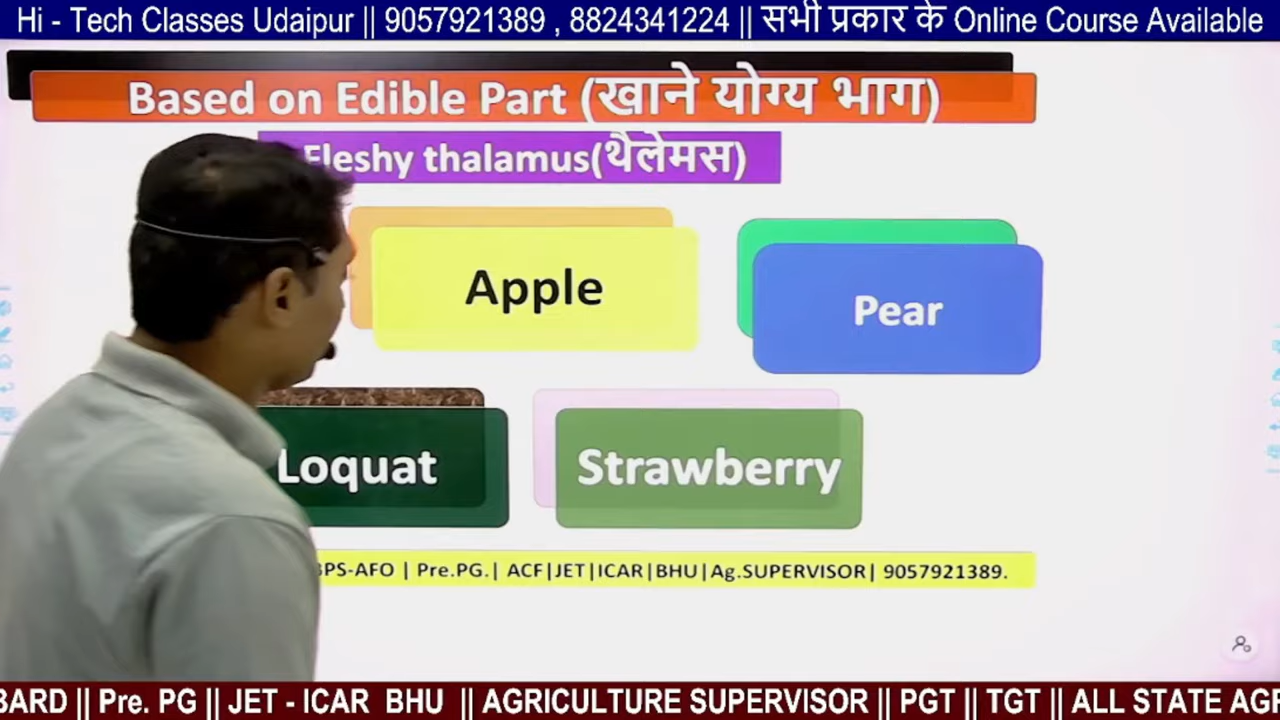 Hi - Tech Classes Udaipur || 9057921389 , 8824341224 || सभी प्रकार के Online Course Available
Based on Edible Part (खाने योग्य भाग)
Fleshy thalamus(थैलेमस)
Apple
Pear
Loquat
Strawberry
BPS-AFO | Pre.PG.| ACF|JET|ICAR|BHU|Ag.SUPERVISOR| 9057921389.
BARD || Pre. PG || JET - ICAR BHU || AGRICULTURE SUPERVISOR || PGT || TGT || ALL STATE AGR